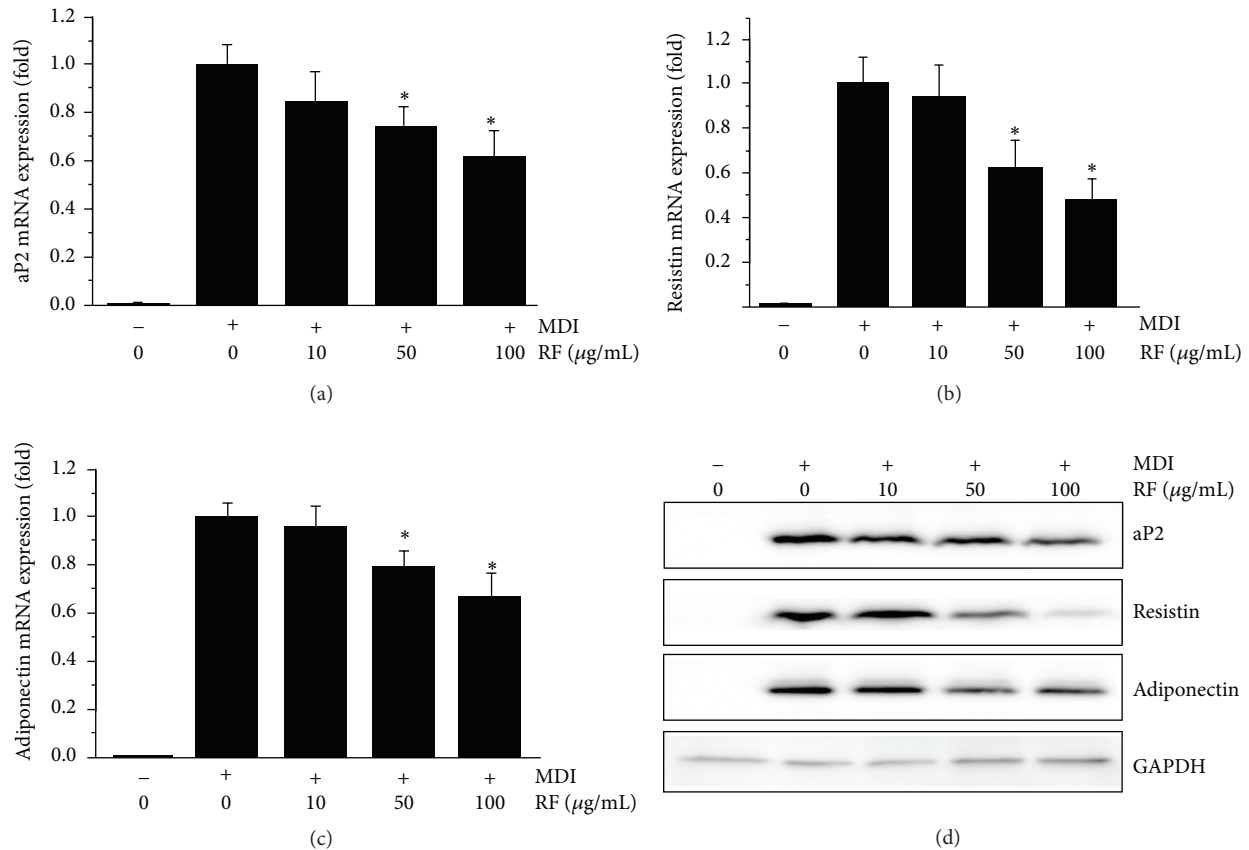 aP2 mRNA expression (fold)
1.2
1.0
0.8
0.6
0.4
0.2
0.0
* *
− + + + + MDI
0 0 10 50 100 RF (μg/mL)
(a)
Resistin mRNA expression (fold)
1.2
1.0
0.8
0.6
0.4
0.2
* *
− + + + + MDI
0 0 10 50 100 RF (μg/mL)
(b)
Adiponectin mRNA expression (fold)
1.2
1.0
0.8
0.6
0.4
0.2
0.0
* *
− + + + + MDI
0 0 10 50 100 RF (μg/mL)
(c)
− + + + + MDI
0 0 10 50 100 RF (μg/mL)
aP2
Resistin
Adiponectin
GAPDH
(d)